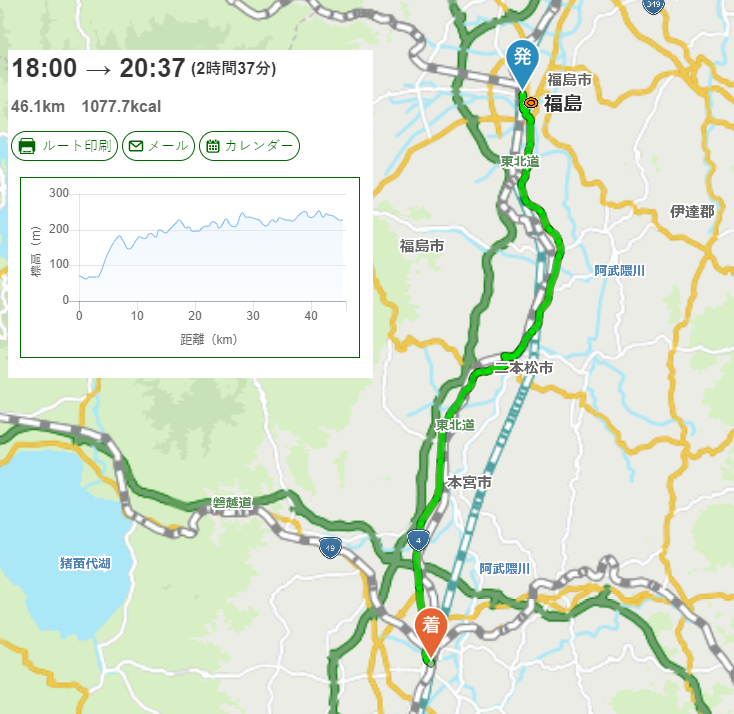 18:00 → 20:37 (2時間37分)
46.1km 1077.7kcal
ルート印刷 メール カレンダー
300
200
100
0
標高（m）
0 10 20 30 40
距離（km）
349
発
福島市
福島
東北道
伊達郡
福島市
阿武隈川
二本松市
東北道
本宮市
磐越道
4
49
猪苗代湖
阿武隈川
着